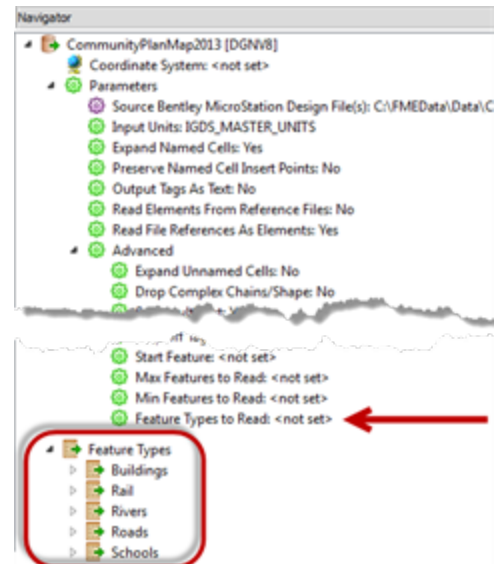 Navigator
CommunityPlanMap2013 [DGNV8]
Coordinate System: <not set>
Parameters
Source Bentley MicroStation Design File(s): C:\FMEData\Data\C
Input Units: IGDS_MASTER_UNITS
Expand Named Cells: Yes
Preserve Named Cell Insert Points: No
Output Tags As Text: No
Read Elements From Reference Files: No
Read File References As Elements: Yes
Advanced
Expand Unnamed Cells: No
Drop Complex Chains/Shape: No
Start Feature: <not set>
Max Features to Read: <not set>
Min Features to Read: <not set>
Feature Types to Read: <not set>
Feature Types
Buildings
Rail
Rivers
Roads
Schools